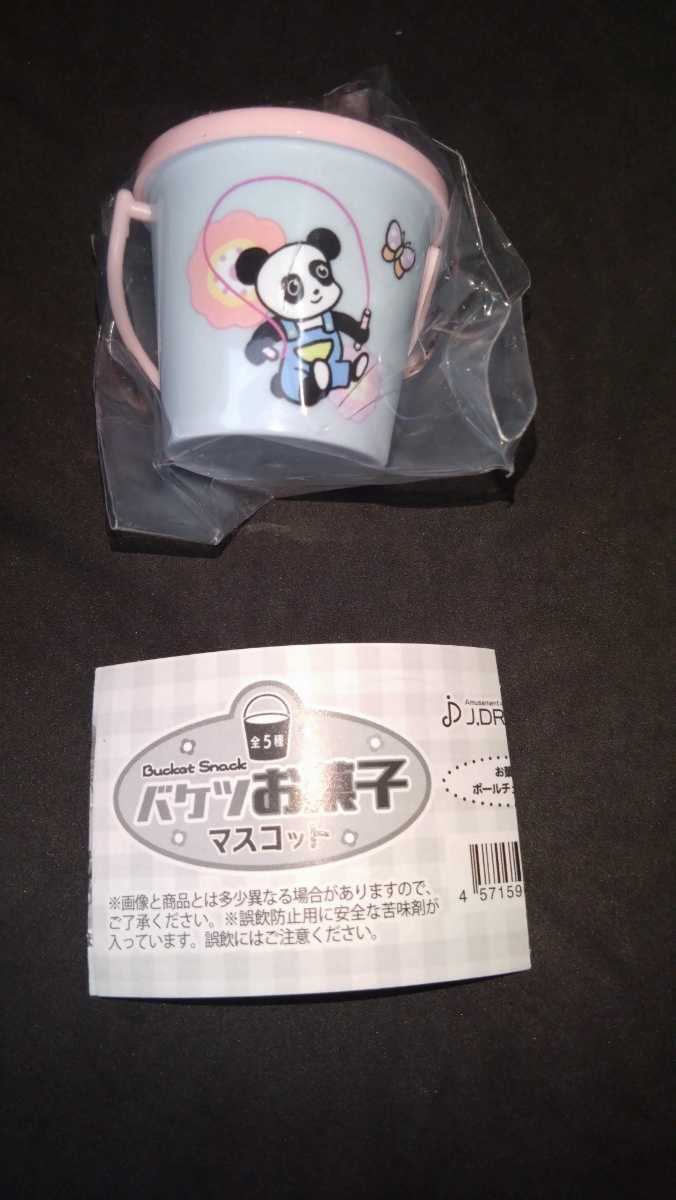 全5種
Bucket Snack
バケツお菓子
マスコット
Amusement
J.DR
お菓
ボールチェ
4 57159
※画像と商品とは多少異なる場合がありますので、
ご了承ください。※誤飲防止用に安全な苦味剤が
入っています。誤飲にはご注意ください。